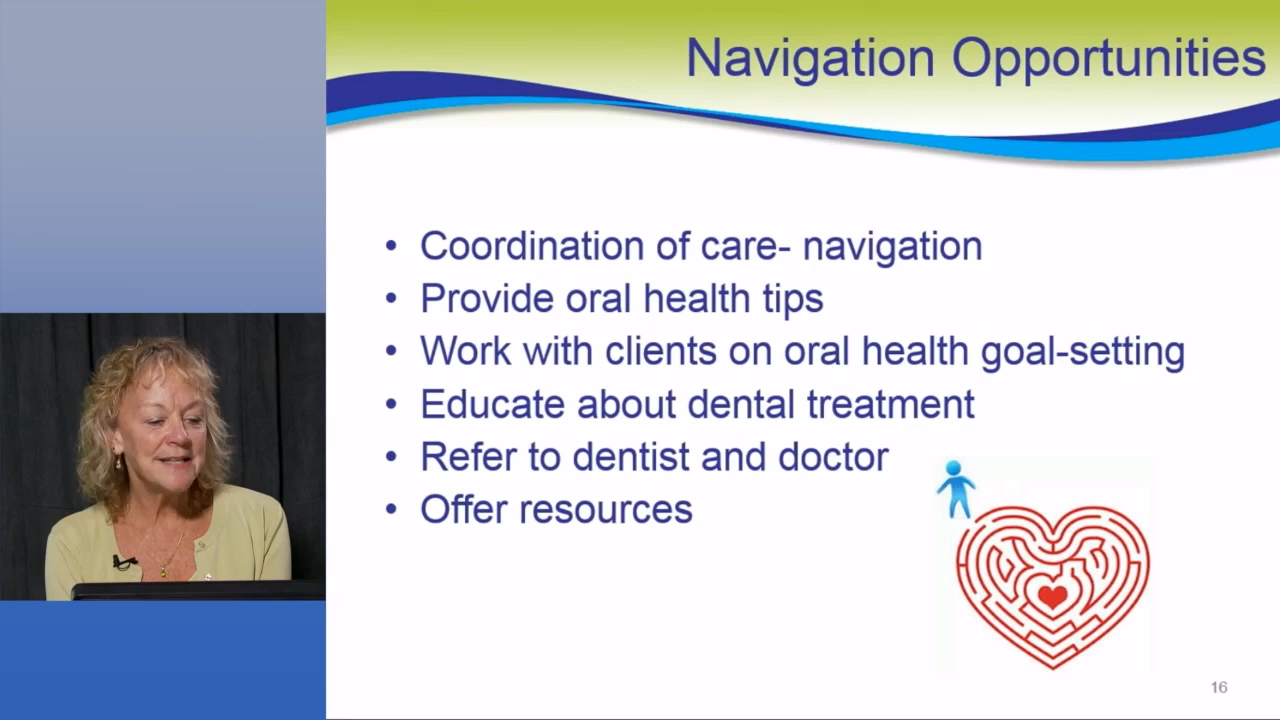 Navigation Opportunities
• Coordination of care- navigation
• Provide oral health tips
• Work with clients on oral health goal-setting
• Educate about dental treatment
• Refer to dentist and doctor
• Offer resources
16